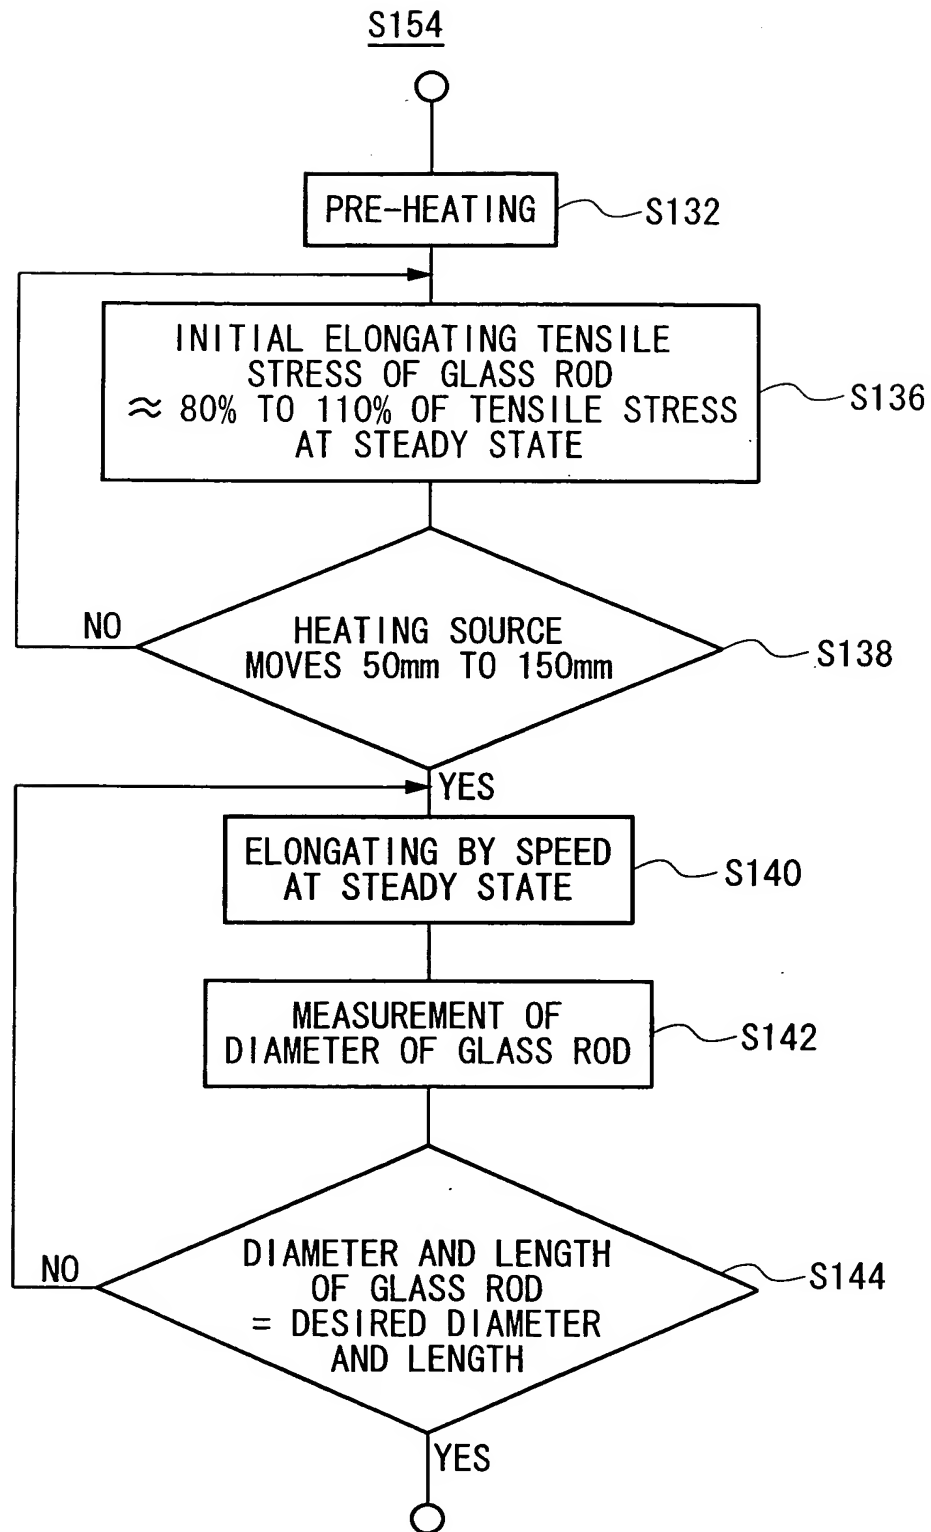 S154
PRE-HEATING
S132
INITIAL ELONGATING TENSILE
STRESS OF GLASS ROD
≈ 80% TO 110% OF TENSILE STRESS
AT STEADY STATE
S136
NO
HEATING SOURCE
MOVES 50mm TO 150mm
S138
YES
ELONGATING BY SPEED
AT STEADY STATE
S140
MEASUREMENT OF
DIAMETER OF GLASS ROD
S142
NO
DIAMETER AND LENGTH
OF GLASS ROD
= DESIRED DIAMETER
AND LENGTH
S144
YES